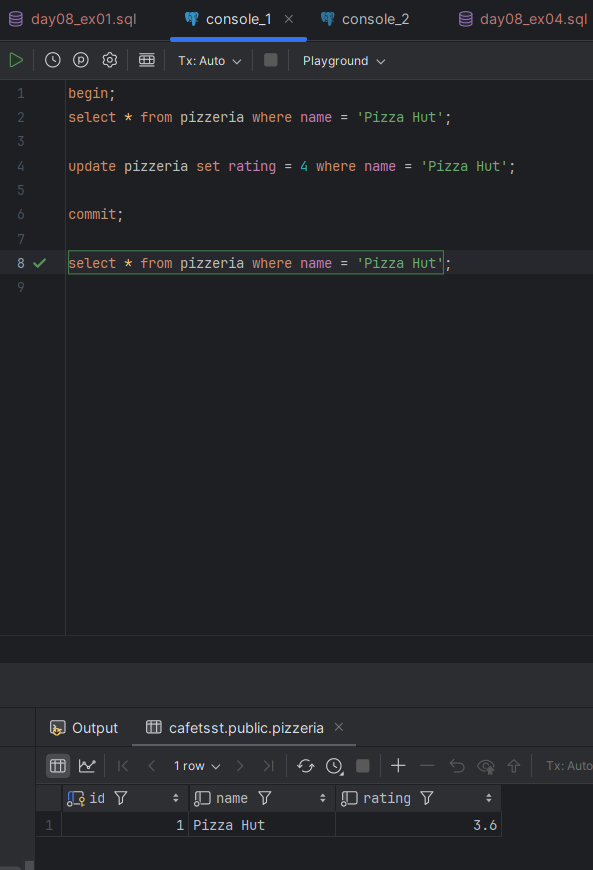 day08_ex01.sql console_1 console_2 day08_ex04.sql
Tx: Auto Playground
1 begin;
2 select * from pizzeria where name = 'Pizza Hut';
3
4 update pizzeria set rating = 4 where name = 'Pizza Hut';
5
6 commit;
7
8 select * from pizzeria where name = 'Pizza Hut';
9
Output cafetsst.public.pizzeria
1 row Tx: Auto
id name rating
1 1 Pizza Hut 3.6